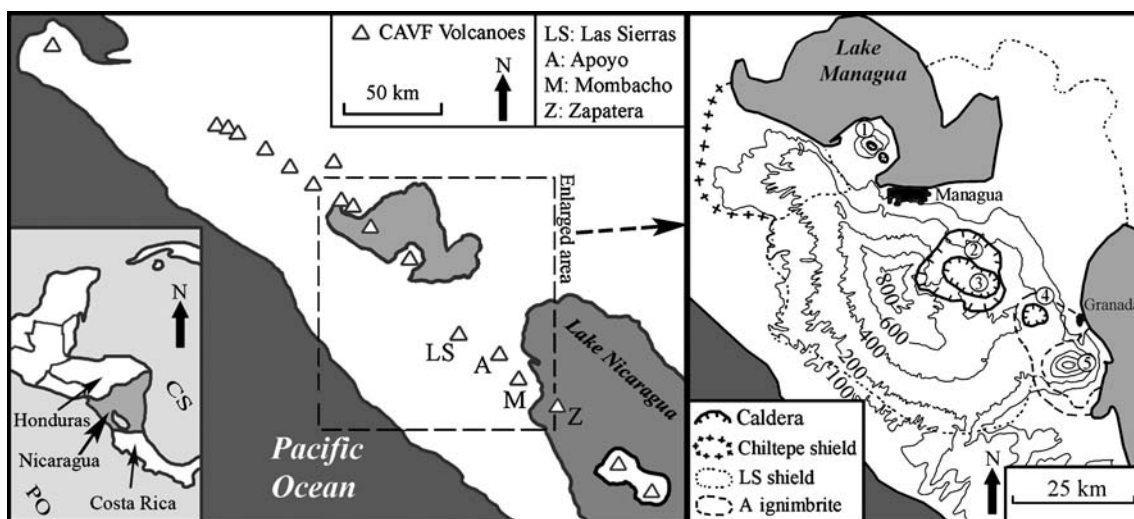 CAVF Volcanoes
50 km
N
LS: Las Sierras
A: Apoyo
M: Mombacho
Z: Zapatera
Enlarged area
LS
A
M
Z
Lake Nicaragua
Pacific
Ocean
N
CS
Honduras
Nicaragua
Costa Rica
PO
Lake
Managua
1
Managua
2
3
4
Granada
5
800
600
400
200
100
Caldera
Chiltepe shield
LS shield
A ignimbrite
N
25 km